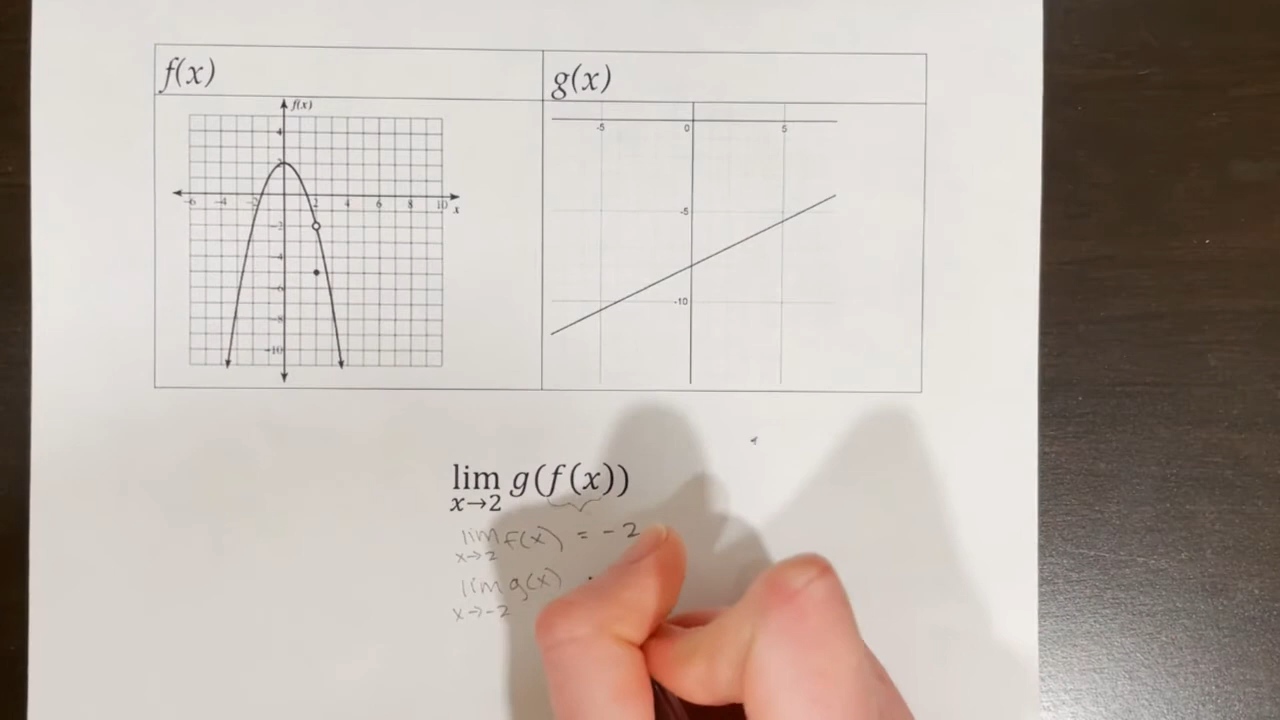 f(x)
g(x)
f(x)
4
2
-6 -4 -2 2 4 6 8 10 x
-2
-4
-6
-8
-10
-5 0 5
-5
-10
lim g(f(x))
x→2
lim f(x) = -2
x→2
lim g(x)
x→-2